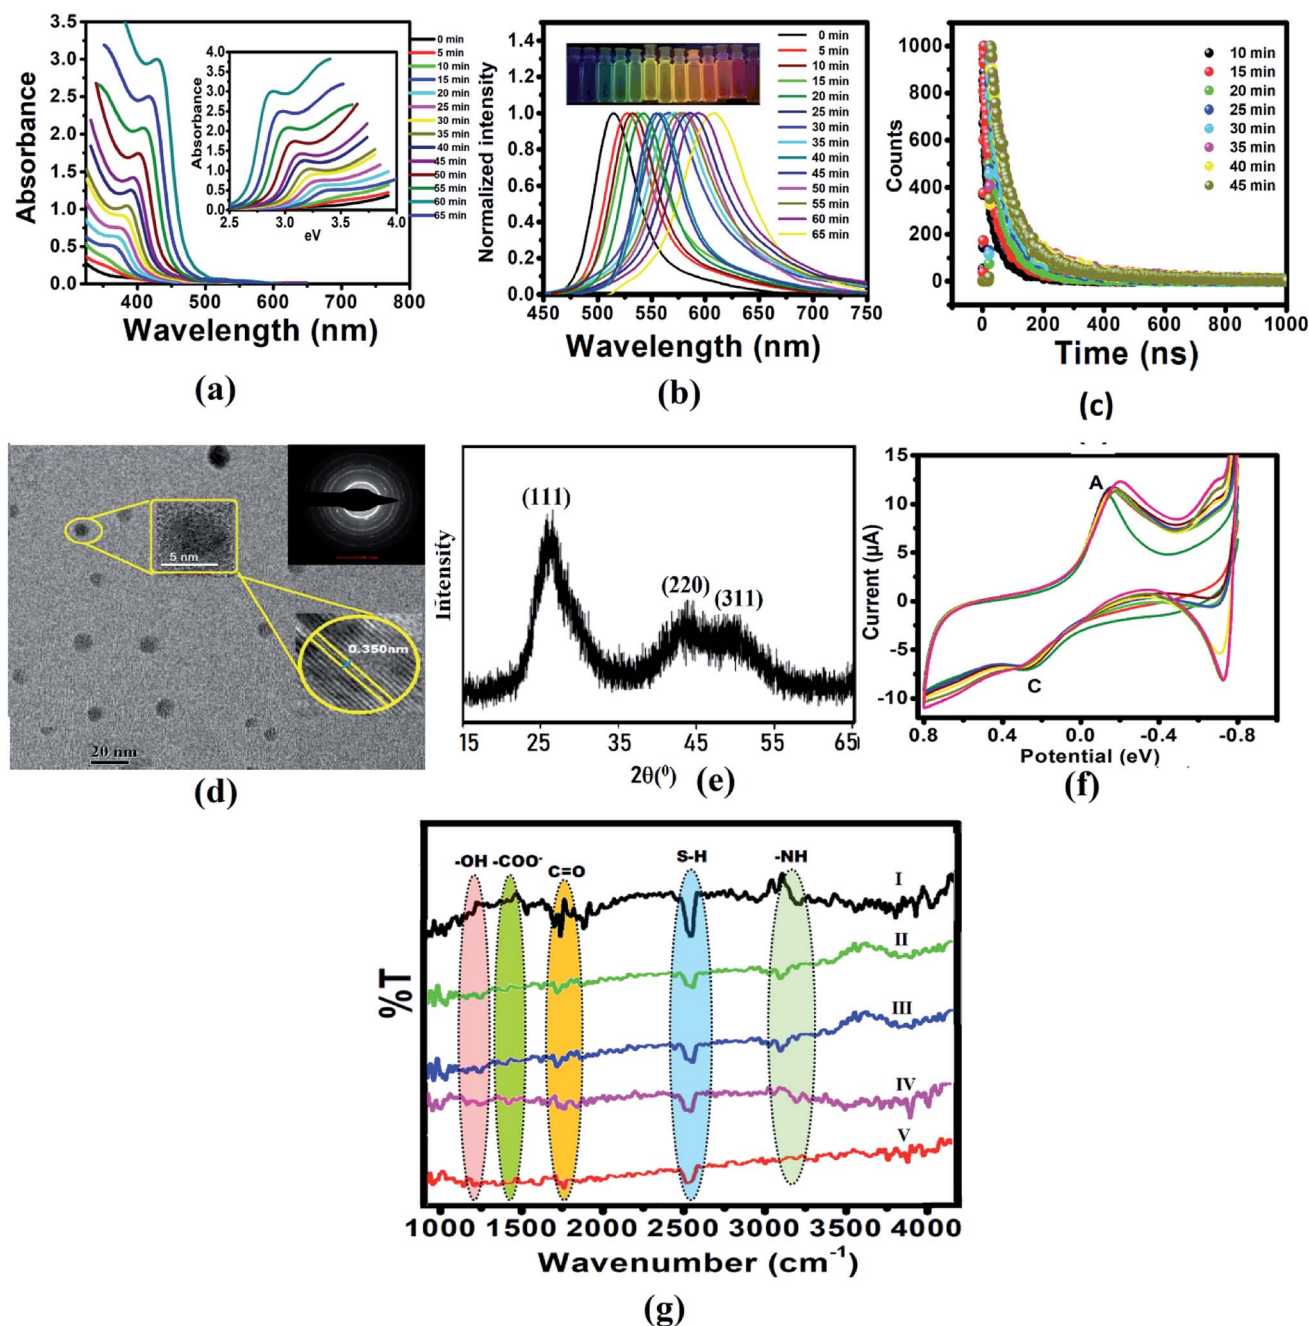 3.5
3.0
2.5
2.0
1.5
1.0
0.5
0.0
Absorbance
400 500 600 700 800
Wavelength (nm)
4.0
3.5
3.0
2.5
2.0
1.5
1.0
0.5
0.0
Absorbance
2.5 3.0 3.5 4.0
eV
0 min
5 min
10 min
15 min
20 min
25 min
30 min
35 min
40 min
45 min
60 min
55 min
60 min
65 min
(a)
1.4
1.2
1.0
0.8
0.6
0.4
0.2
0.0
Normalized intensity
450 500 550 600 650 700 750
Wavelength (nm)
0 min
5 min
10 min
15 min
20 min
25 min
30 min
35 min
40 min
45 min
50 min
55 min
60 min
65 min
(b)
1000
800
600
400
200
0
Counts
0 200 400 600 800 1000
Time (ns)
10 min
15 min
20 min
25 min
30 min
35 min
40 min
45 min
(c)
5 nm
0.350nm
20 nm
(d)
Intensity
(111)
(220)
(311)
15 25 35 45 55 65
2θ(⁰)
(e)
15
10
5
0
-5
-10
Current (µA)
A
C
0.8 0.4 0.0 -0.4 -0.8
Potential (eV)
(f)
%T
-OH -COO⁻ C=O S-H -NH
I
II
III
IV
V
1000 1500 2000 2500 3000 3500 4000
Wavenumber (cm⁻¹)
(g)